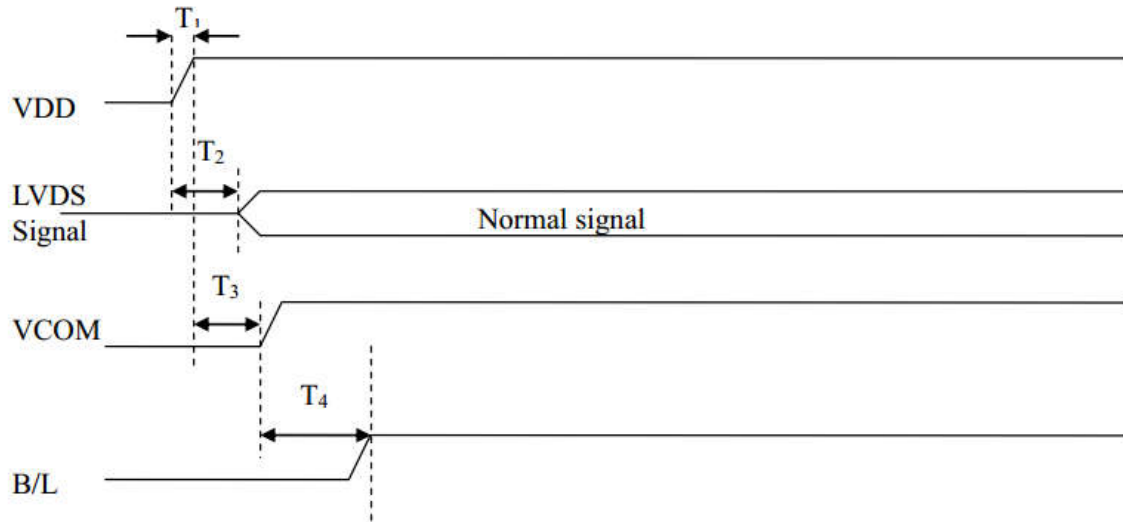 T₁
VDD
T₂
LVDS
Signal
Normal signal
T₃
VCOM
T₄
B/L